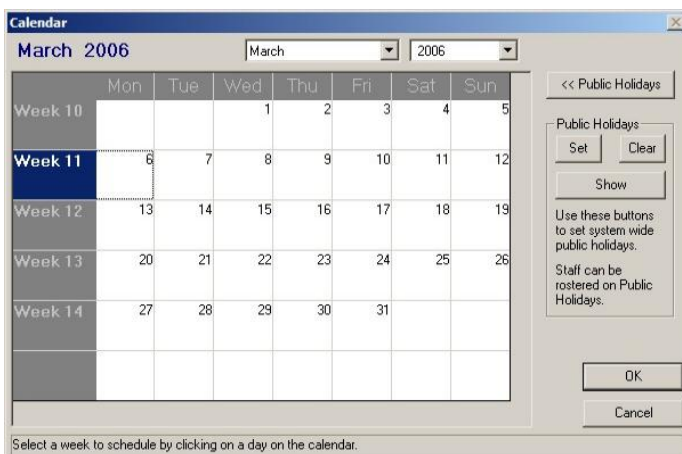 Calendar
March 2006
March
2006
<< Public Holidays
Mon Tue Wed Thu Fri Sat Sun
Week 10 1 2 3 4 5
Week 11 6 7 8 9 10 11 12
Week 12 13 14 15 16 17 18 19
Week 13 20 21 22 23 24 25 26
Week 14 27 28 29 30 31
Public Holidays
Set Clear
Show
Use these buttons
to set system wide
public holidays.
Staff can be
rostered on Public
Holidays.
OK
Cancel
Select a week to schedule by clicking on a day on the calendar.